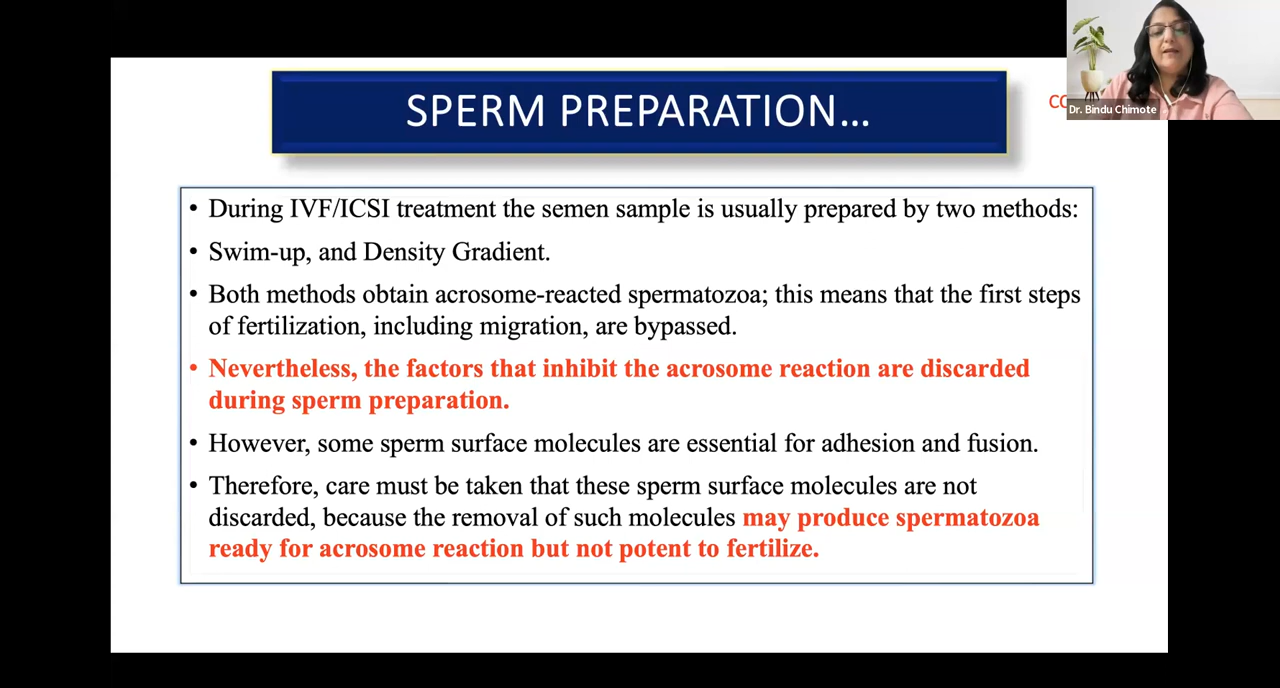 SPERM PREPARATION...
Dr. Bindu Chimote
• During IVF/ICSI treatment the semen sample is usually prepared by two methods:
• Swim-up, and Density Gradient.
• Both methods obtain acrosome-reacted spermatozoa; this means that the first steps
of fertilization, including migration, are bypassed.
• Nevertheless, the factors that inhibit the acrosome reaction are discarded
during sperm preparation.
• However, some sperm surface molecules are essential for adhesion and fusion.
• Therefore, care must be taken that these sperm surface molecules are not
discarded, because the removal of such molecules may produce spermatozoa
ready for acrosome reaction but not potent to fertilize.